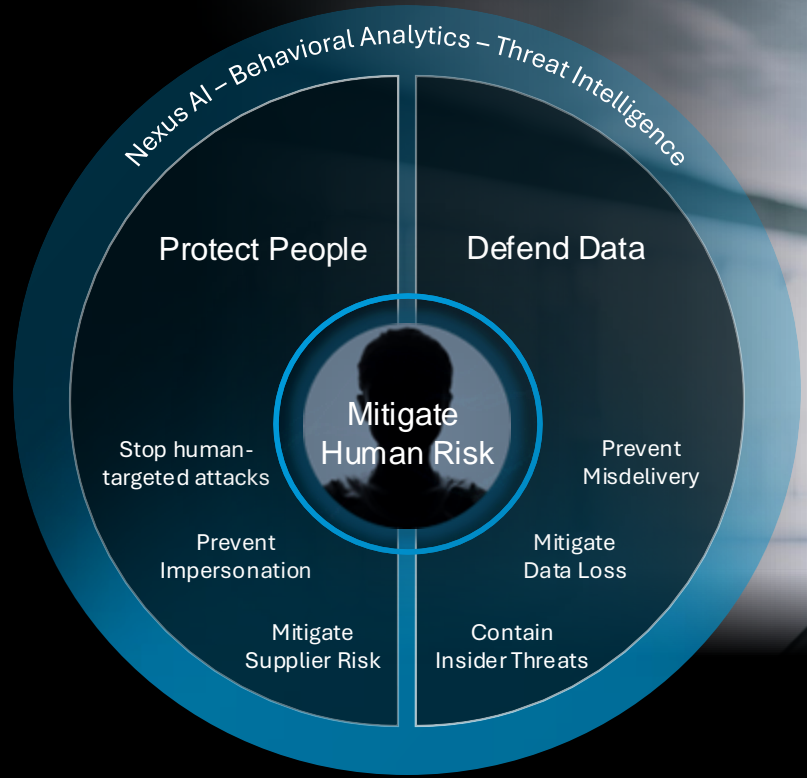 Nexus AI – Behavioral Analytics – Threat Intelligence
Protect People
Defend Data
Mitigate
Human Risk
Stop human-
targeted attacks
Prevent
Impersonation
Mitigate
Supplier Risk
Prevent
Misdelivery
Mitigate
Data Loss
Contain
Insider Threats